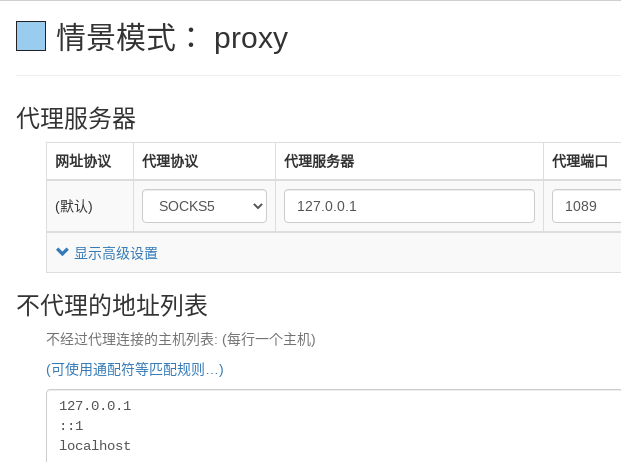 情景模式： proxy
代理服务器
网址协议 代理协议 代理服务器 代理端口
(默认) SOCKS5 127.0.0.1 1089
显示高级设置
不代理的地址列表
不经过代理连接的主机列表: (每行一个主机)
(可使用通配符等匹配规则…)
127.0.0.1
::1
localhost